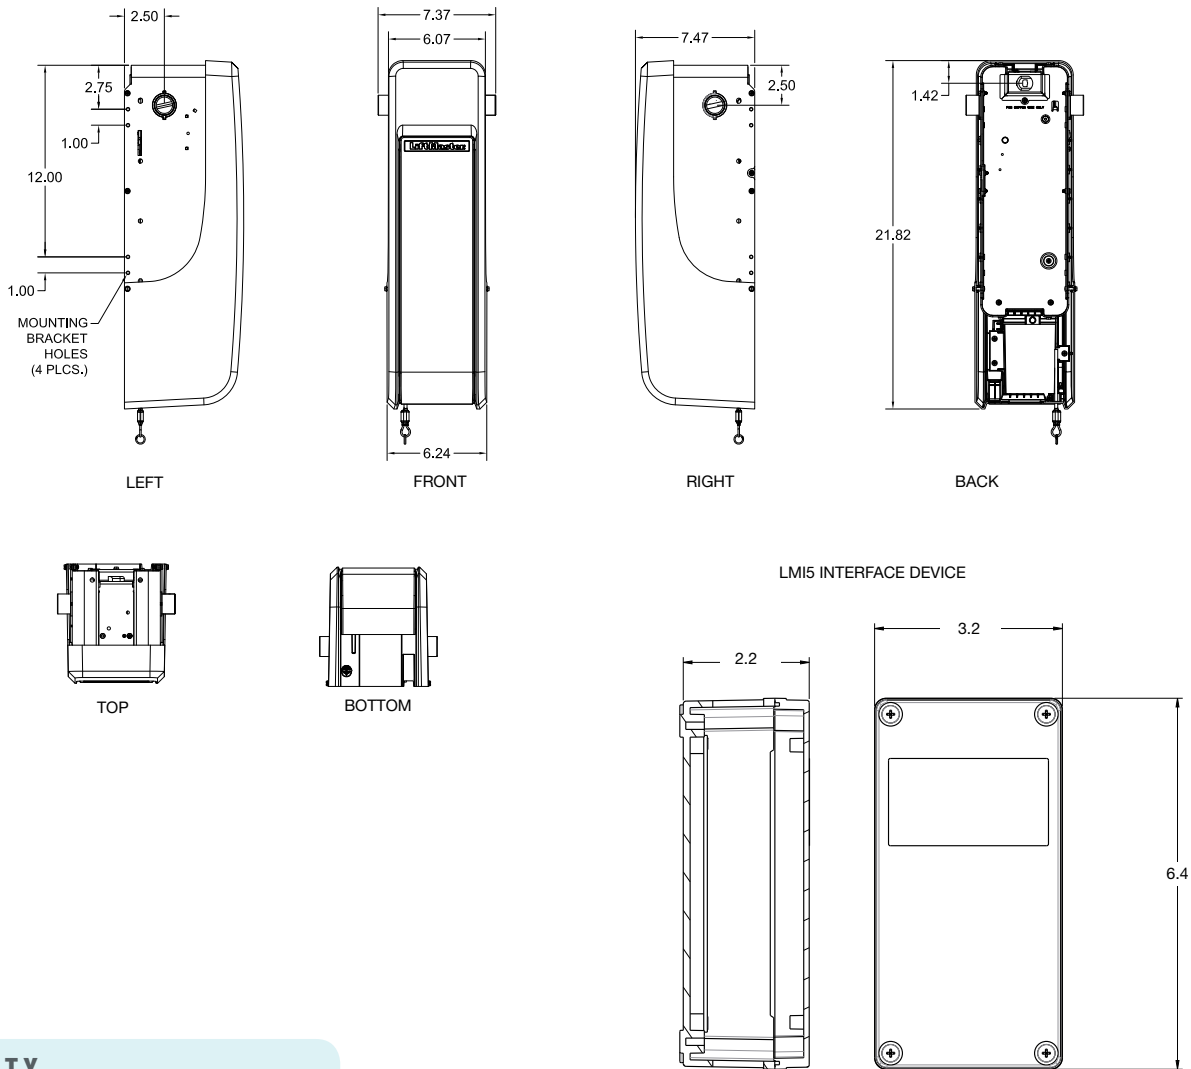 2.50
2.75
1.00
12.00
1.00
MOUNTING
BRACKET
HOLES
(4 PLCS.)
LEFT
7.37
6.07
LiftMaster
6.24
FRONT
7.47
2.50
RIGHT
1.42
21.82
BACK
TOP
BOTTOM
LMI5 INTERFACE DEVICE
2.2
3.2
6.4